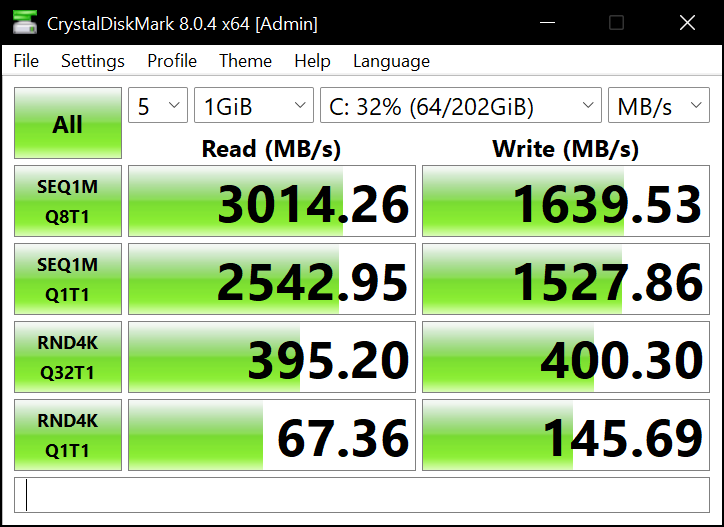 CrystalDiskMark 8.0.4 x64 [Admin]
File Settings Profile Theme Help Language
All 5 1GiB C: 32% (64/202GiB) MB/s
Read (MB/s) Write (MB/s)
SEQ1M
Q8T1 3014.26 1639.53
SEQ1M
Q1T1 2542.95 1527.86
RND4K
Q32T1 395.20 400.30
RND4K
Q1T1 67.36 145.69